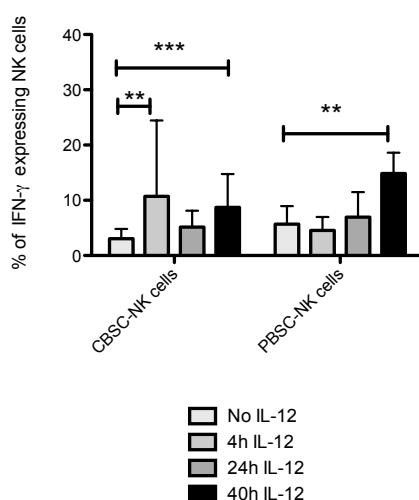 % of IFN-γ expressing NK cells
40
30
20
10
0
***
**
**
CBSC-NK cells
PBSC-NK cells
No IL-12
4h IL-12
24h IL-12
40h IL-12